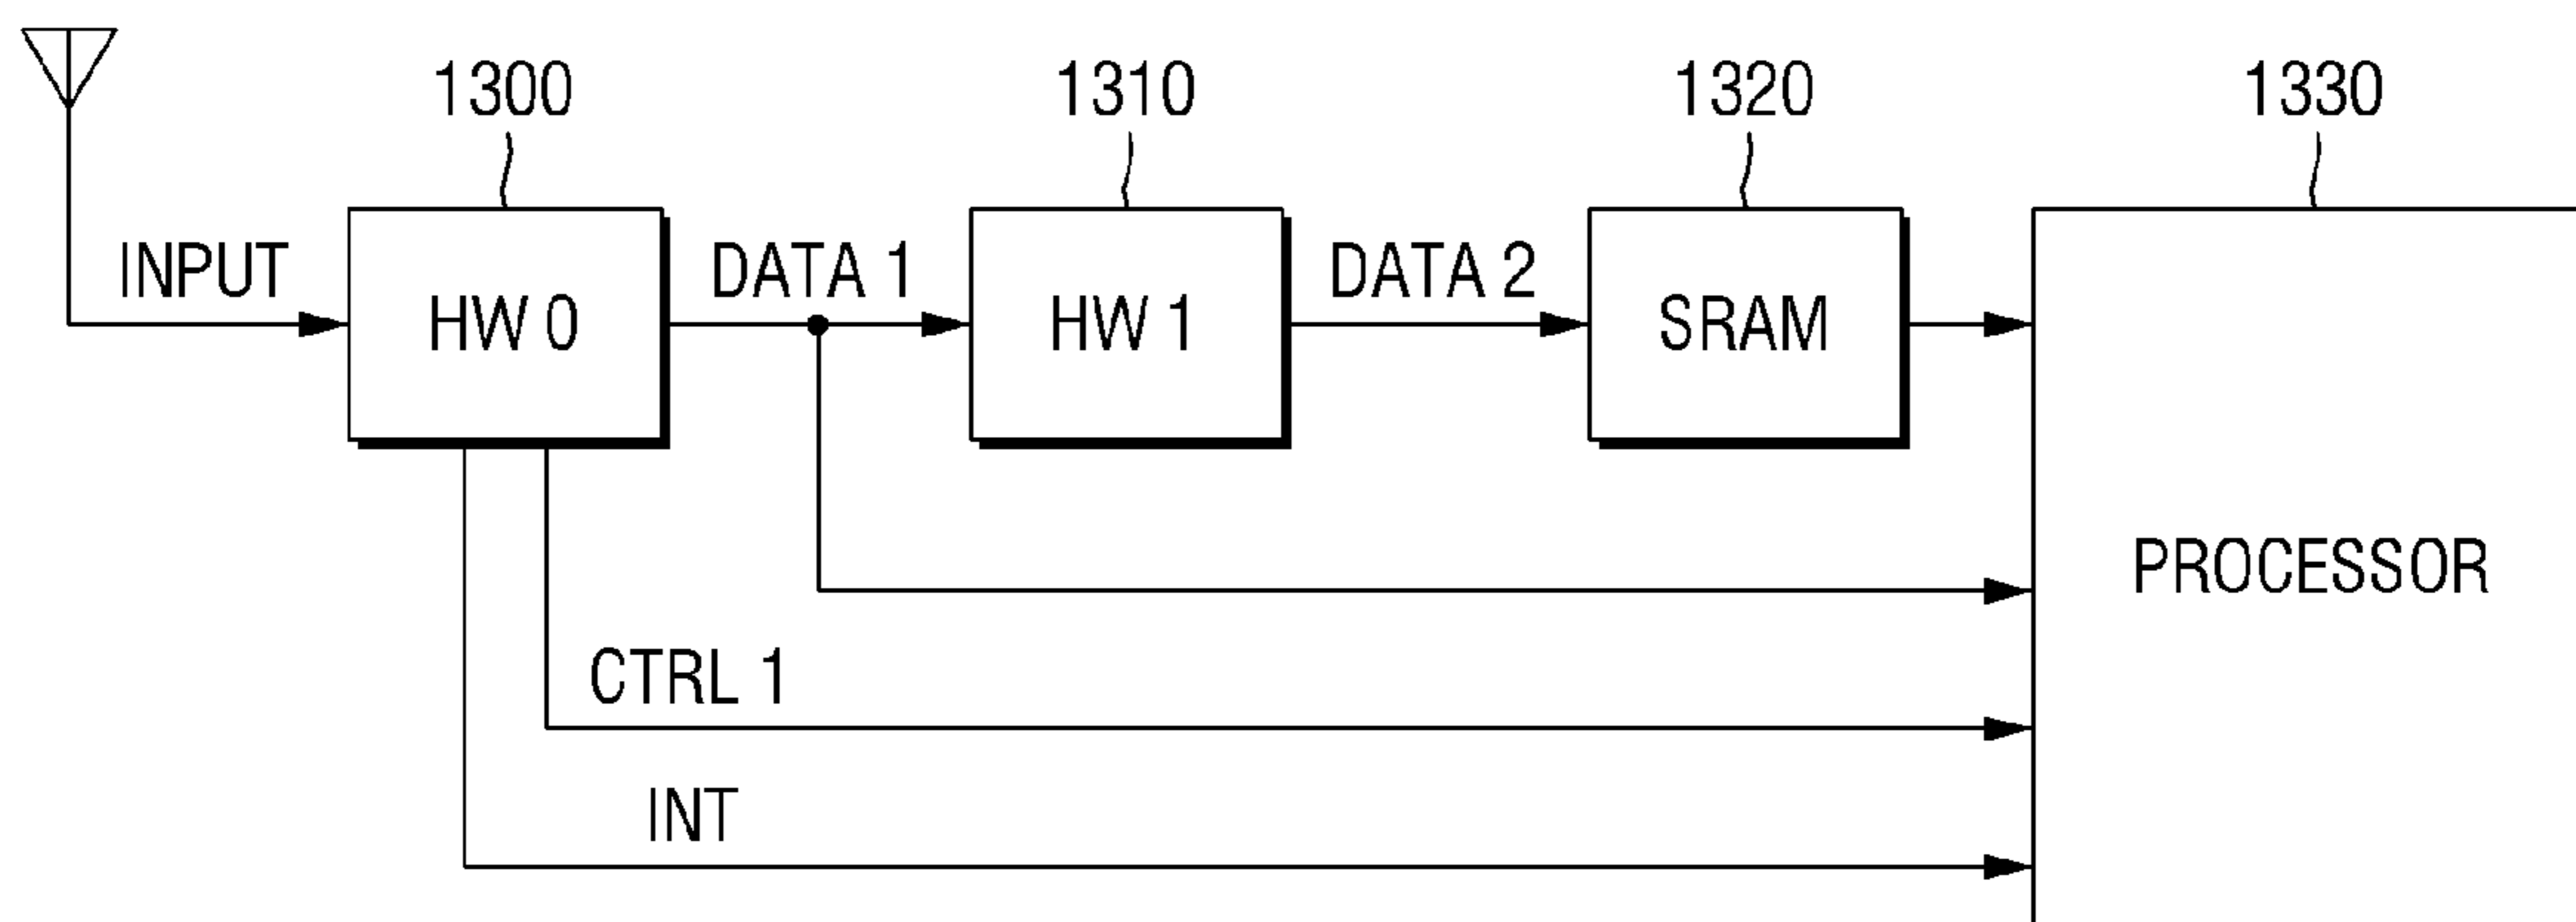 1300
1310
1320
1330
INPUT
HW 0
DATA 1
HW 1
DATA 2
SRAM
PROCESSOR
CTRL 1
INT